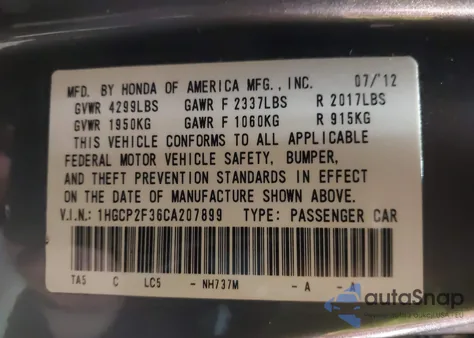 MFD. BY HONDA OF AMERICA MFG., INC. 07/'12
GVWR 4299LBS GAWR F 2337LBS R 2017LBS
GVWR 1950KG GAWR F 1060KG R 915KG
THIS VEHICLE CONFORMS TO ALL APPLICABLE
FEDERAL MOTOR VEHICLE SAFETY, BUMPER,
AND THEFT PREVENTION STANDARDS IN EFFECT
ON THE DATE OF MANUFACTURE SHOWN ABOVE.
V.I.N.: 1HGCP2F36CA207899 TYPE: PASSENGER CAR
TA5 C LC5 - NH737M - A - A
autoSnap